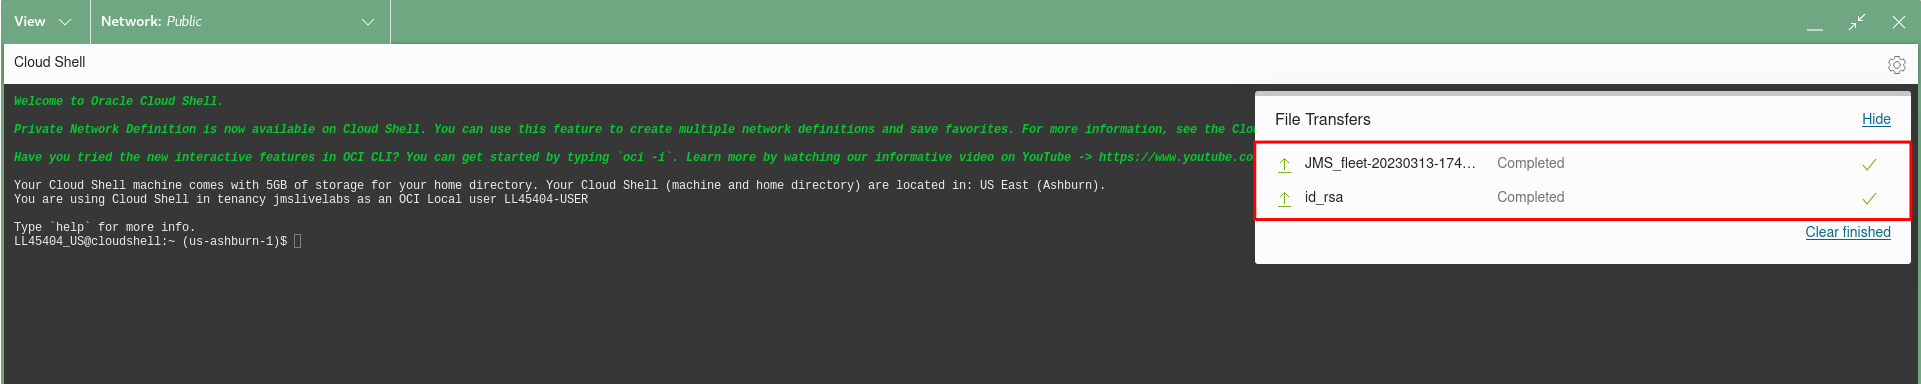 View
Network: Public
Cloud Shell
Welcome to Oracle Cloud Shell.
Private Network Definition is now available on Cloud Shell. You can use this feature to create multiple network definitions and save favorites. For more information, see the Clou
Have you tried the new interactive features in OCI CLI? You can get started by typing `oci -i`. Learn more by watching our informative video on YouTube -> https://www.youtube.co
Your Cloud Shell machine comes with 5GB of storage for your home directory. Your Cloud Shell (machine and home directory) are located in: US East (Ashburn).
You are using Cloud Shell in tenancy jmslivelabs as an OCI Local user LL45404-USER
Type `help` for more info.
LL45404_US@cloudshell:~ (us-ashburn-1)$
File Transfers
Hide
JMS_fleet-20230313-174... Completed
id_rsa Completed
Clear finished